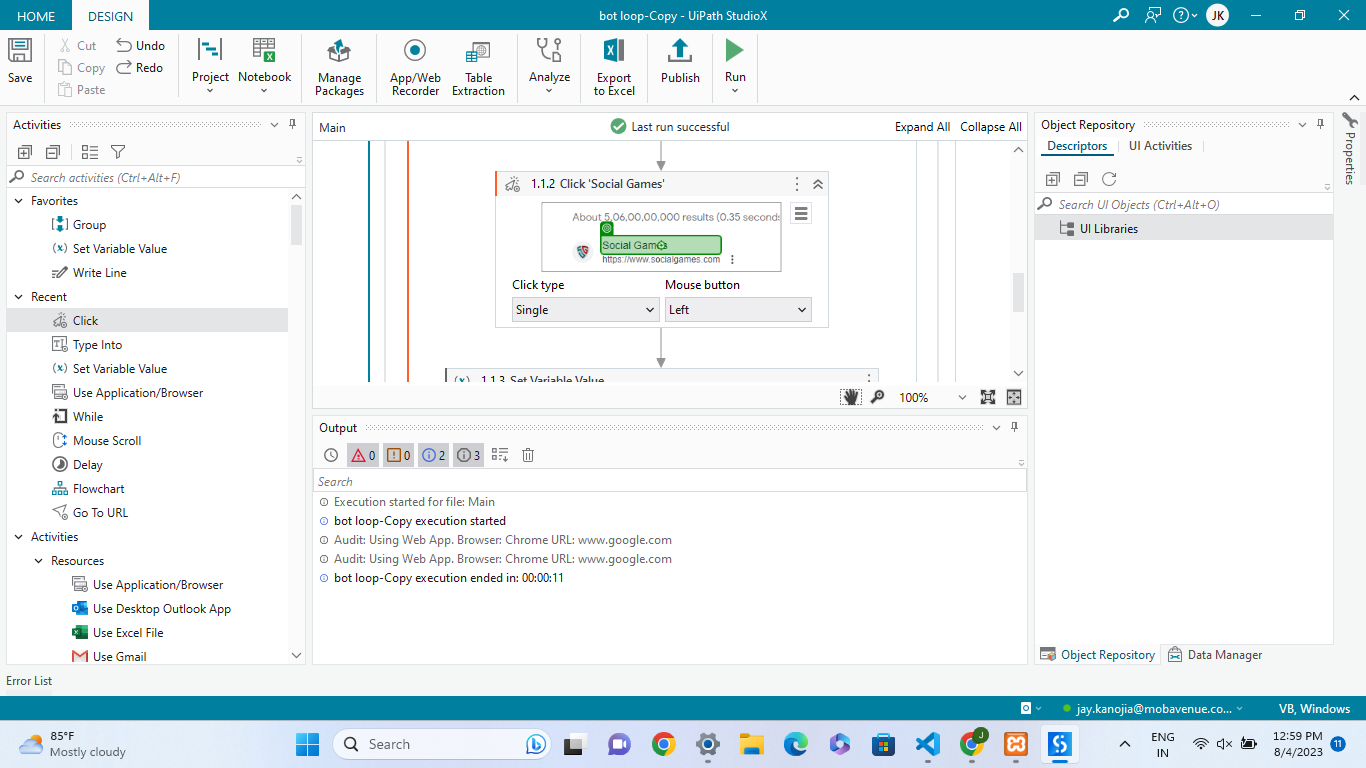 HOME DESIGN bot loop-Copy - UiPath StudioX JK
Save
Cut
Copy
Paste
Undo
Redo
Project
Notebook
Manage
Packages
App/Web
Recorder
Table
Extraction
Analyze
Export
to Excel
Publish
Run
Activities
Search activities (Ctrl+Alt+F)
Favorites
Group
(x) Set Variable Value
Write Line
Recent
Click
Type Into
(x) Set Variable Value
Use Application/Browser
While
Mouse Scroll
Delay
Flowchart
Go To URL
Activities
Resources
Use Application/Browser
Use Desktop Outlook App
Use Excel File
Use Gmail
Main Last run successful Expand All Collapse All
1.1.2 Click 'Social Games'
About 5,06,00,00,000 results (0.35 seconds
Social Games
https://www.socialgames.com
Click type Mouse button
Single Left
(x) 1.1.3 Set Variable Value
100%
Output
0 0 2 3
Search
Execution started for file: Main
bot loop-Copy execution started
Audit: Using Web App. Browser: Chrome URL: www.google.com
Audit: Using Web App. Browser: Chrome URL: www.google.com
bot loop-Copy execution ended in: 00:00:11
Object Repository
Descriptors UI Activities
Search UI Objects (Ctrl+Alt+O)
UI Libraries
Object Repository Data Manager
Properties
Error List
jay.kanojia@mobavenue.co... VB, Windows
85°F
Mostly cloudy
Search
J
ENG
IN
12:59 PM
8/4/2023
11